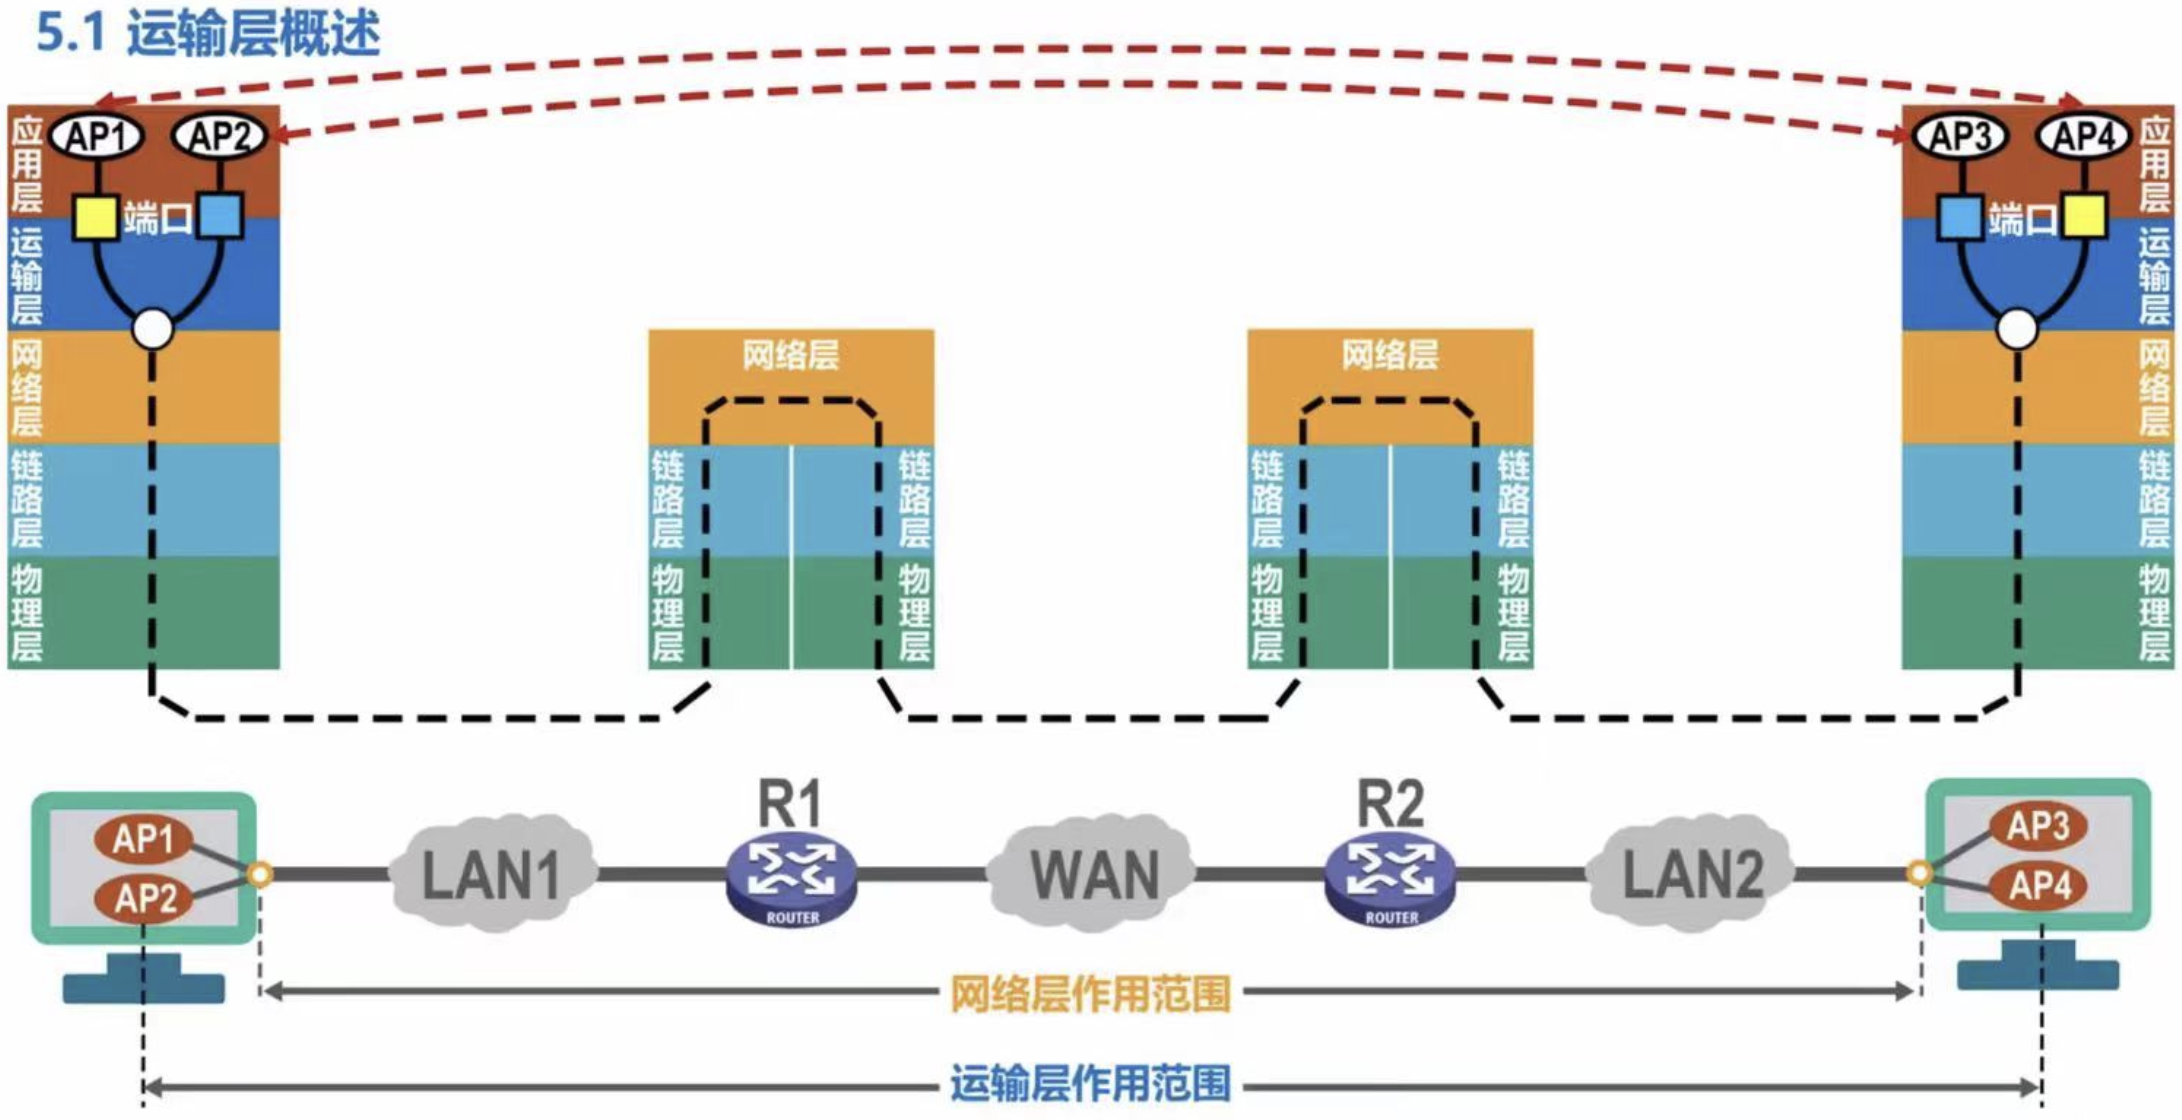 5.1 运输层概述
应用层
AP1
AP2
端口
运输层
网络层
链路层
物理层
网络层
链路层
链路层
物理层
物理层
网络层
链路层
链路层
物理层
物理层
AP3
AP4
应用层
端口
运输层
网络层
链路层
物理层
AP1
AP2
LAN1
R1
ROUTER
WAN
R2
ROUTER
LAN2
AP3
AP4
网络层作用范围
运输层作用范围